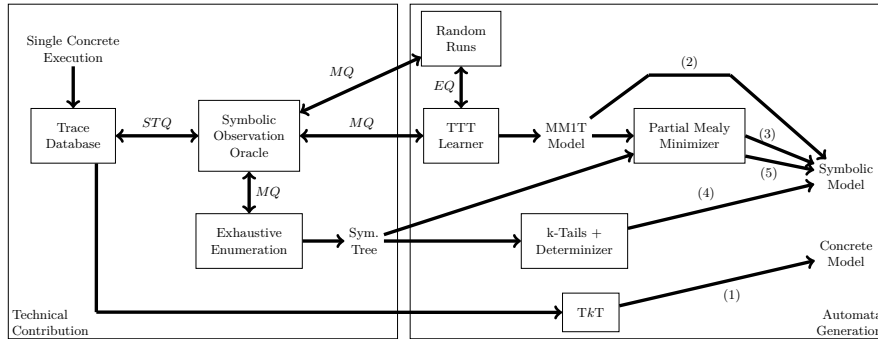 Single Concrete
Execution
Trace
Database
STQ
Symbolic
Observation
Oracle
MQ
MQ
MQ
Exhaustive
Enumeration
Sym.
Tree
Technical
Contribution
Random
Runs
EQ
TTT
Learner
MM1T
Model
(2)
Partial Mealy
Minimizer
(3)
(5)
Symbolic
Model
(4)
k-Tails +
Determinizer
Concrete
Model
(1)
TkT
Automata
Generation